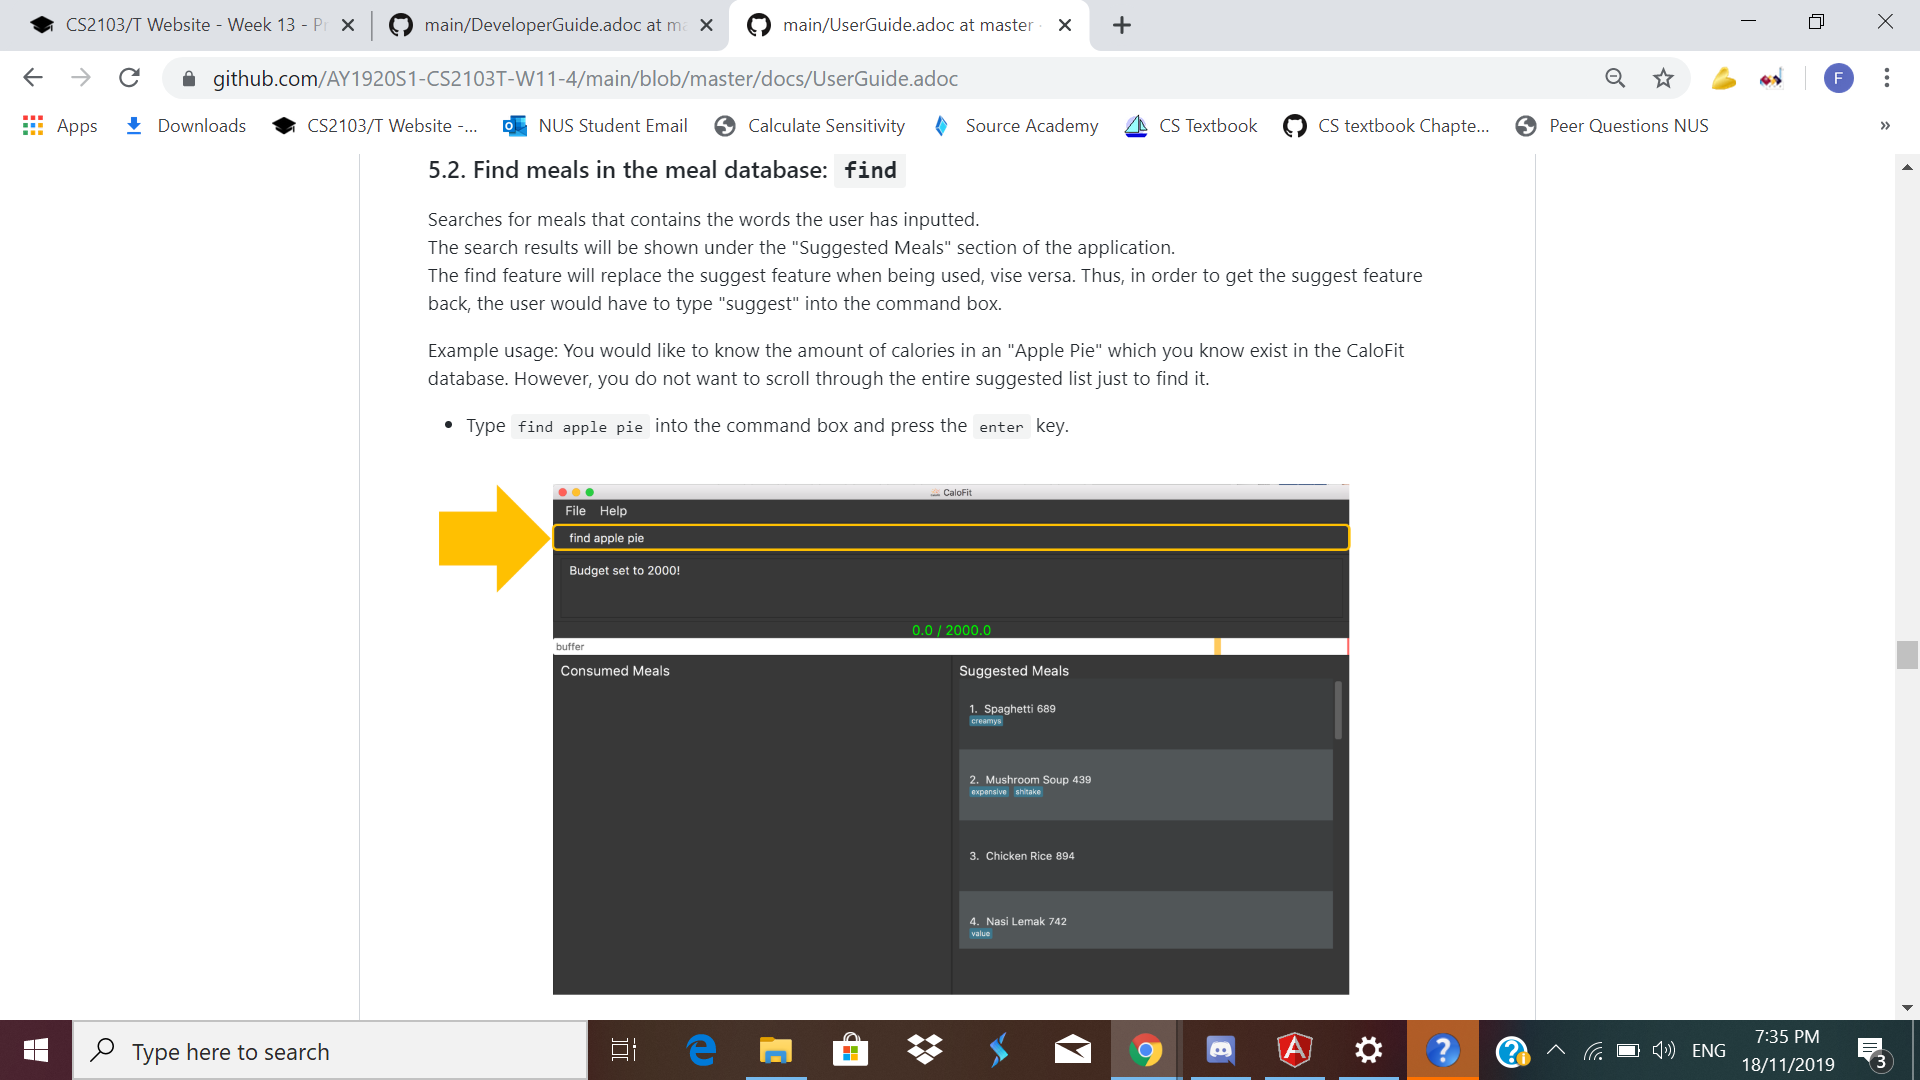 CS2103/T Website - Week 13 - Pr
main/DeveloperGuide.adoc at ma
main/UserGuide.adoc at master
github.com/AY1920S1-CS2103T-W11-4/main/blob/master/docs/UserGuide.adoc
F
Apps
Downloads
CS2103/T Website -...
NUS Student Email
Calculate Sensitivity
Source Academy
CS Textbook
CS textbook Chapte...
Peer Questions NUS
»
5.2. Find meals in the meal database: find
Searches for meals that contains the words the user has inputted.
The search results will be shown under the "Suggested Meals" section of the application.
The find feature will replace the suggest feature when being used, vise versa. Thus, in order to get the suggest feature
back, the user would have to type "suggest" into the command box.
Example usage: You would like to know the amount of calories in an "Apple Pie" which you know exist in the CaloFit
database. However, you do not want to scroll through the entire suggested list just to find it.
• Type find apple pie into the command box and press the enter key.
CaloFit
File Help
find apple pie
Budget set to 2000!
0.0 / 2000.0
buffer
Consumed Meals
Suggested Meals
1. Spaghetti 689
creamys
2. Mushroom Soup 439
expensive shitake
3. Chicken Rice 894
4. Nasi Lemak 742
value
Type here to search
ENG
7:35 PM
18/11/2019
3